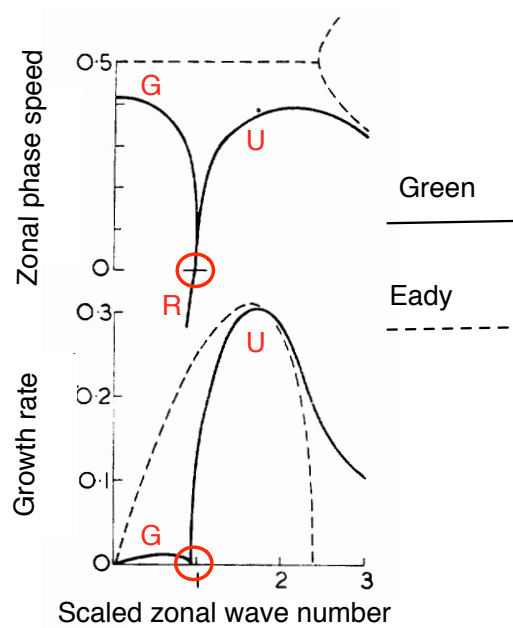 Zonal phase speed
0.5
G
U
0
R
Green
Eady
Growth rate
0.3
U
0.2
0.1
G
0
2
3
Scaled zonal wave number